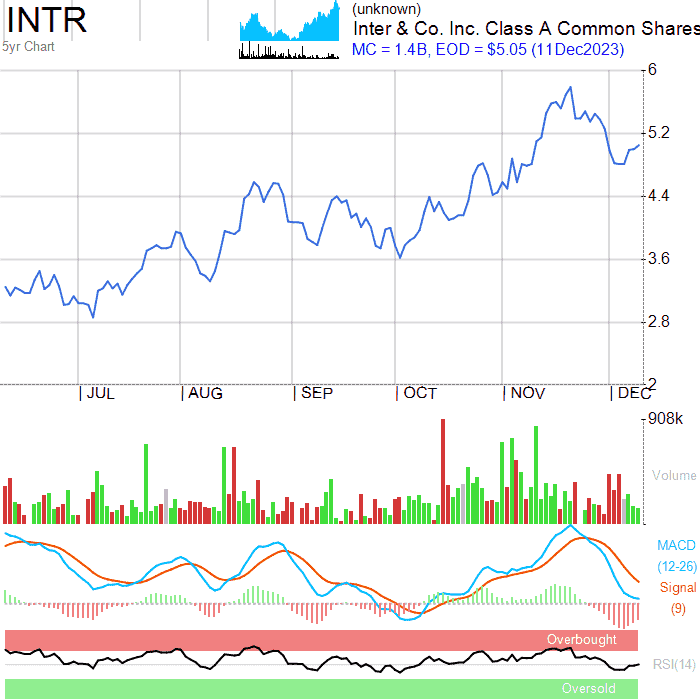 INTR
5yr Chart
(unknown)
Inter & Co. Inc. Class A Common Shares
MC = 1.4B, EOD = $5.05 (11Dec2023)
6
5.2
4.4
3.6
2.8
2
| JUL | AUG | SEP | OCT | NOV | DEC
908k
Volume
MACD
(12-26)
Signal
(9)
Overbought
RSI(14)
Oversold